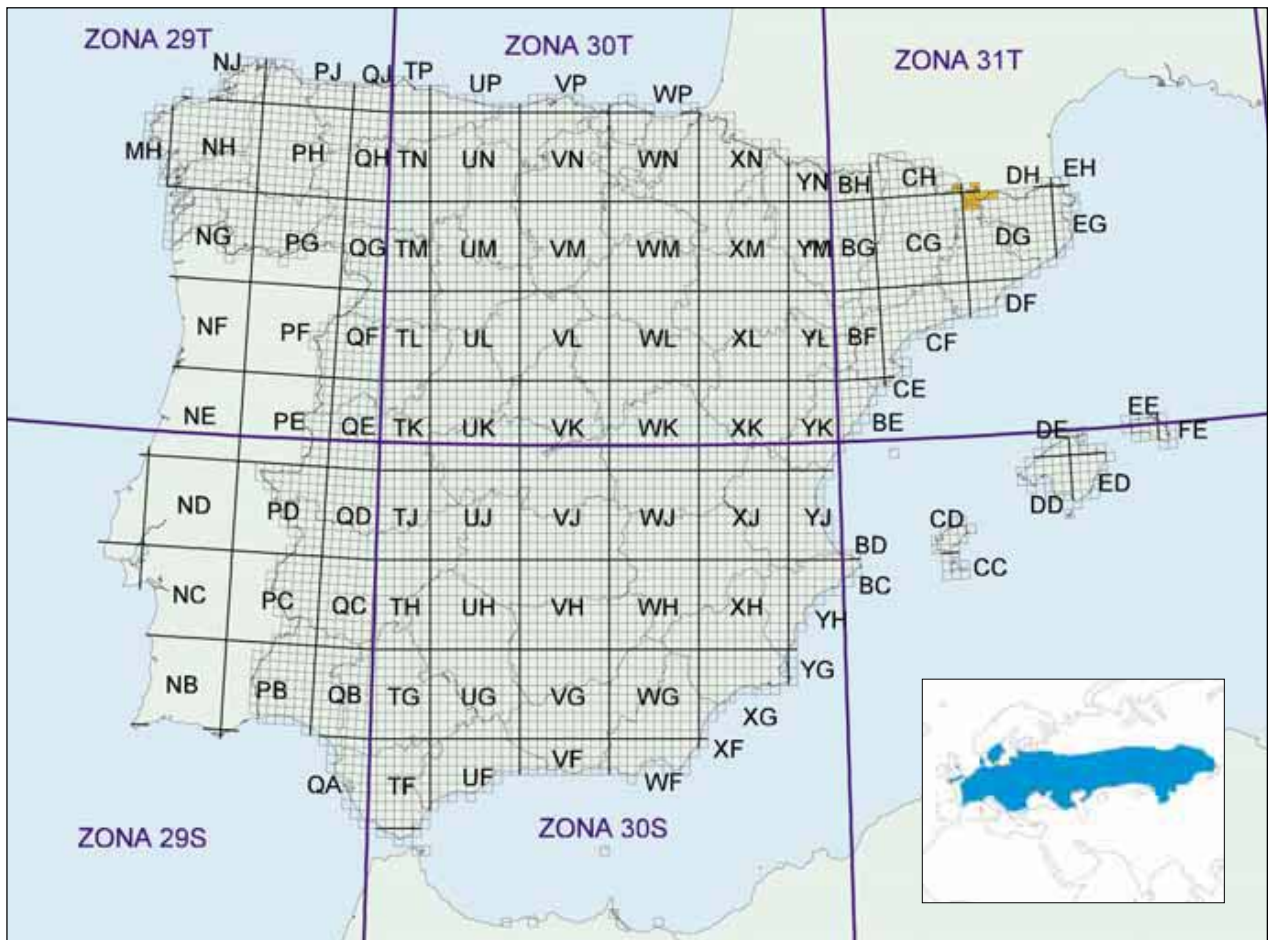 ZONA 29T
ZONA 30T
ZONA 31T
NJ PJ QJ TP UP VP WP
MH NH PH QH TN UN VN WN XN YN BH CH DH EH
NG PG QG TM UM VM WM XM YM BG CG DG EG
NF PF QF TL UL VL WL XL YL BF CF DF
CE
NE PE QE TK UK VK WK XK YK BE DE EE FE
ND PD QD TJ UJ VJ WJ XJ YJ BD CD DD ED
NC PC QC TH UH VH WH XH YH BC CC
NB PB QB TG UG VG WG XG YG
QA TF UF VF WF XF
ZONA 29S
ZONA 30S